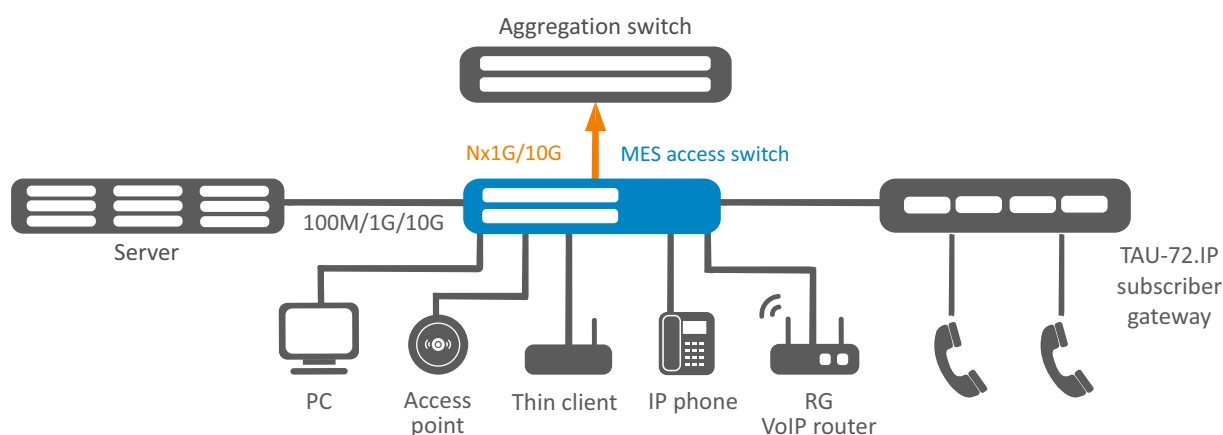 Aggregation switch
Nx1G/10G
MES access switch
100M/1G/10G
Server
TAU-72.IP
subscriber
gateway
PC
Access
point
Thin client
IP phone
RG
VoIP router